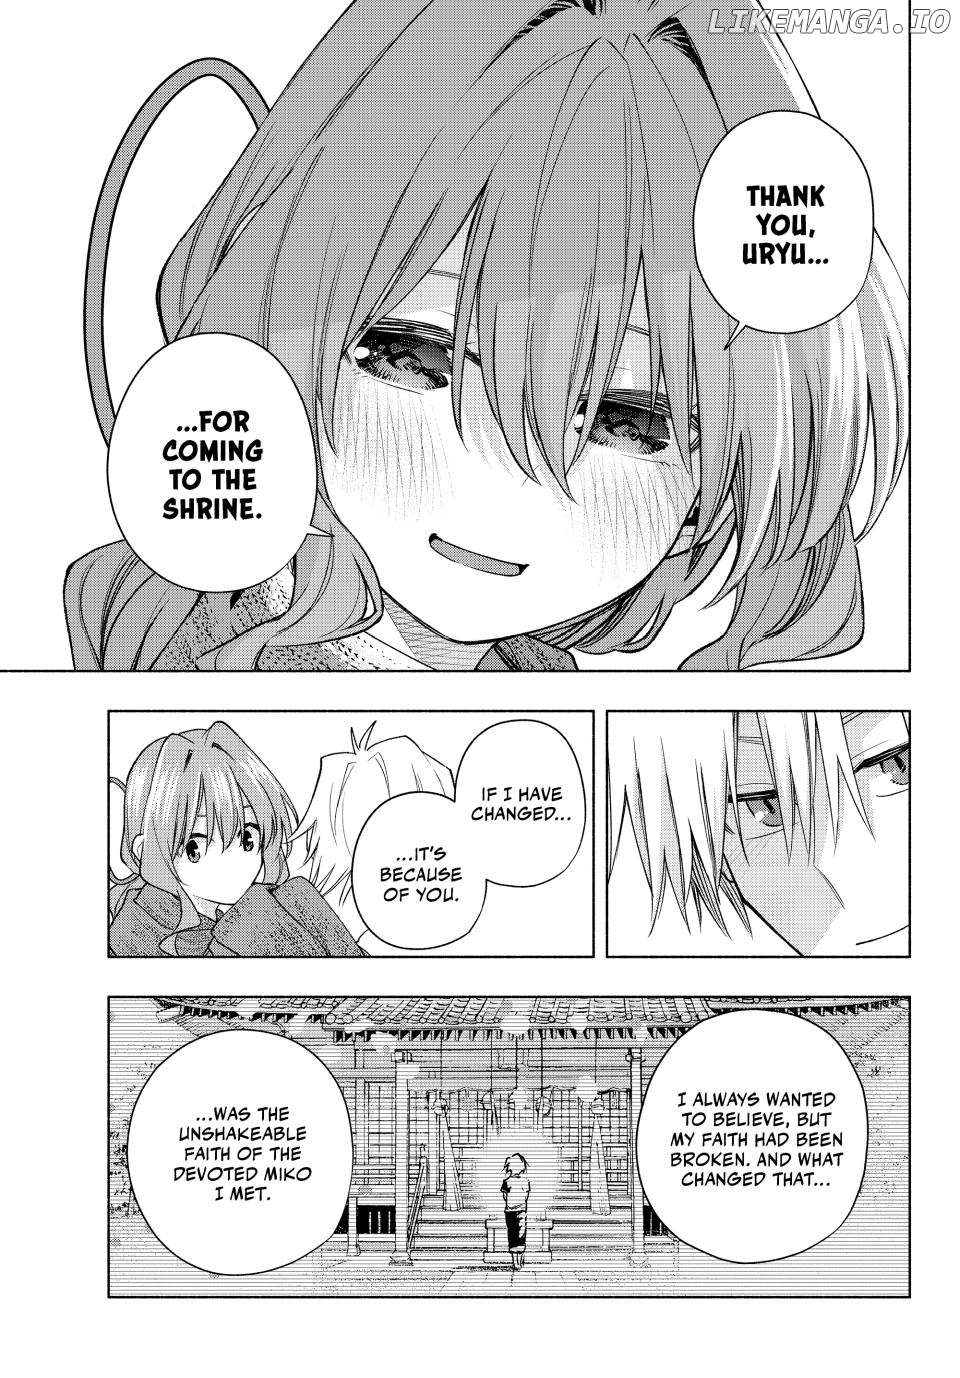 LIKEMANGA.IO
THANK
YOU,
URYU...
...FOR
COMING
TO THE
SHRINE.
IF I HAVE
CHANGED...
...IT'S
BECAUSE
OF YOU.
I ALWAYS WANTED
TO BELIEVE, BUT
MY FAITH HAD BEEN
BROKEN. AND WHAT
CHANGED THAT...
...WAS THE
UNSHAKEABLE
FAITH OF THE
DEVOTED MIKO
I MET.